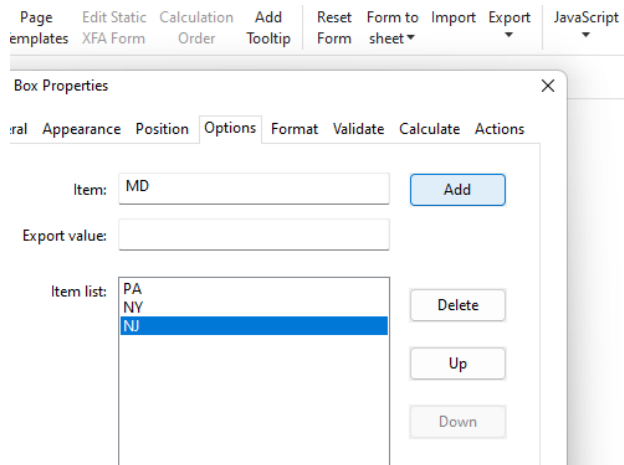 Page Edit Static Calculation Add Reset Form to Import Export JavaScript
emplates XFA Form Order Tooltip Form sheet
Box Properties
eral Appearance Position Options Format Validate Calculate Actions
Item: MD Add
Export value:
Item list: PA
NY
NJ
Delete
Up
Down